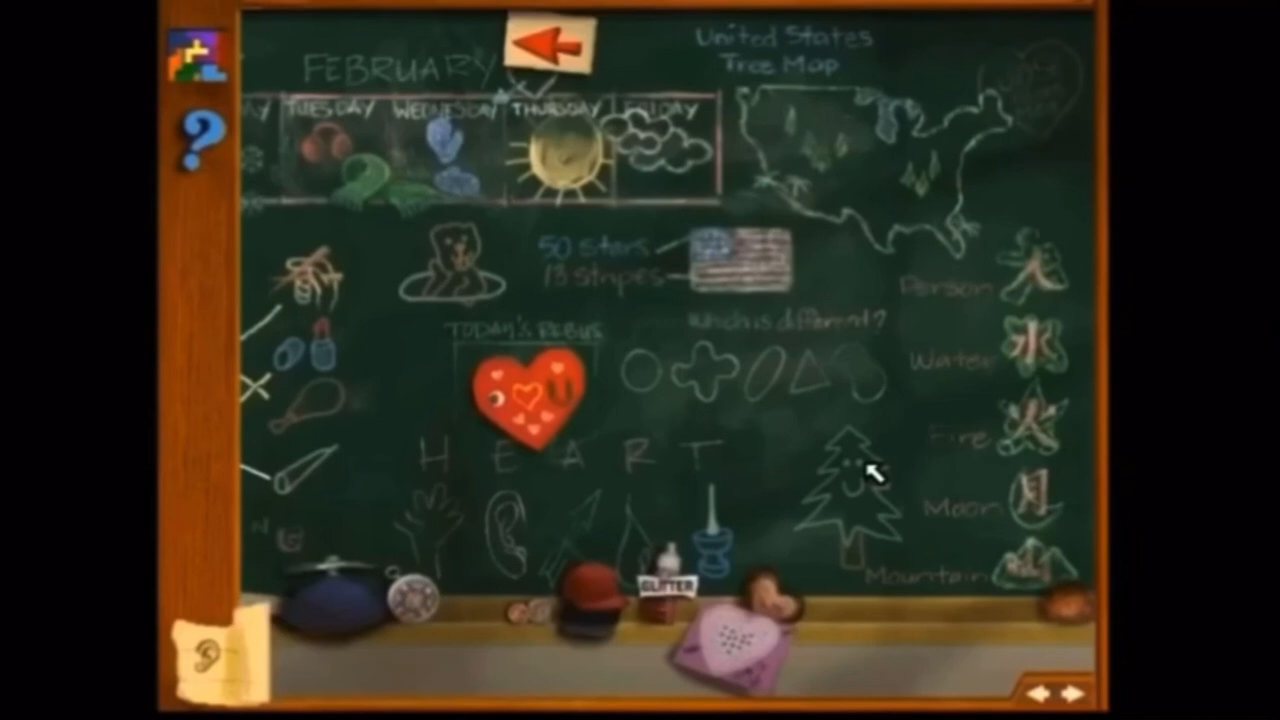 FEBRUARY
United States
Tree Map
AY TUESDAY WEDNESDAY THURSDAY FRIDAY
50 stars
13 stripes
Person 人
TODAY'S REBUS
Which is different?
Water 水
U
H E A R T
Fire 火
Moon 月
GLITTER
Mountain 山
?